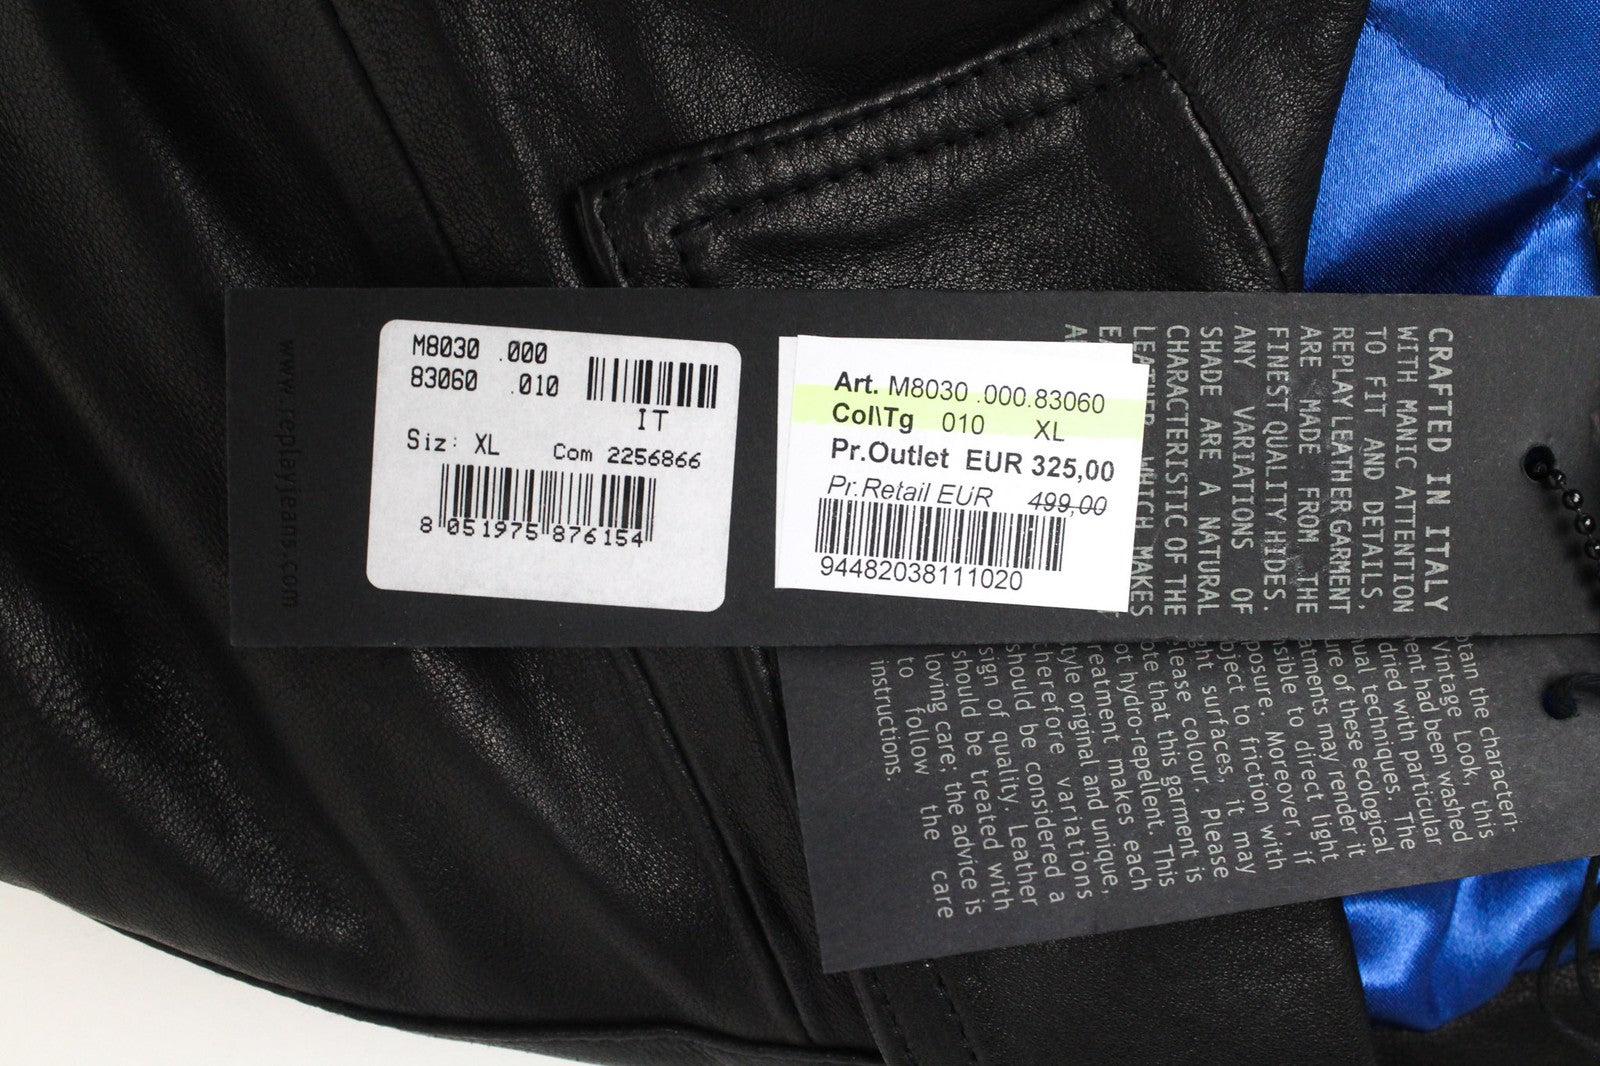 www.replayjeans.com
M8030 .000
83060 .010
IT
Siz: XL Com 2256866
8 051975 876154
Art. M8030 .000.83060
Col\Tg 010 XL
Pr.Outlet EUR 325,00
Pr.Retail EUR 499,00
94482038111020
CRAFTED IN ITALY
WITH MANIC ATTENTION
TO FIT AND DETAILS,
REPLAY LEATHER GARMENT
ARE MADE FROM THE
FINEST QUALITY HIDES.
ANY VARIATIONS OF
SHADE ARE A NATURAL
CHARACTERISTIC OF THE
LEATHER WHICH MAKES
the characteri-
Vintage Look, this
had been washed
dried with particular
techniques. The
of these ecological
may render it
to direct light
Moreover, if
to friction with
surfaces, it may
colour. Please
that this garment is
hydro-repellent. This
treatment makes each
style original and unique,
therefore variations
should be considered a
sign of quality. Leather
should be treated with
loving care; the advice is
to follow the care
instructions.